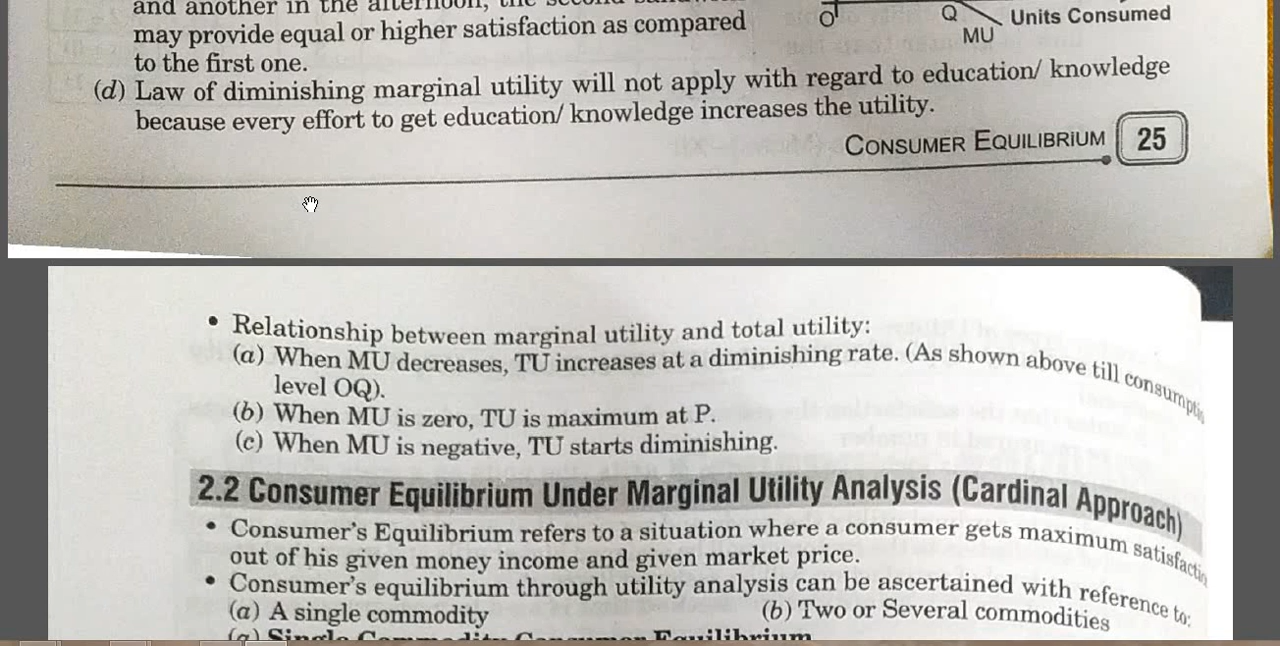 and another in the afternoon, the second
may provide equal or higher satisfaction as compared
to the first one.
O Q Units Consumed
MU
(d) Law of diminishing marginal utility will not apply with regard to education/ knowledge
because every effort to get education/ knowledge increases the utility.
CONSUMER EQUILIBRIUM 25
• Relationship between marginal utility and total utility:
(a) When MU decreases, TU increases at a diminishing rate. (As shown above till
level OQ).
(b) When MU is zero, TU is maximum at P.
(c) When MU is negative, TU starts diminishing.
2.2 Consumer Equilibrium Under Marginal Utility Analysis (Cardinal Approach)
• Consumer's Equilibrium refers to a situation where a consumer gets maximum
out of his given money income and given market price.
• Consumer's equilibrium through utility analysis can be ascertained with reference to:
(a) A single commodity (b) Two or Several commodities
(a) Single Commodity Consumer Equilibrium